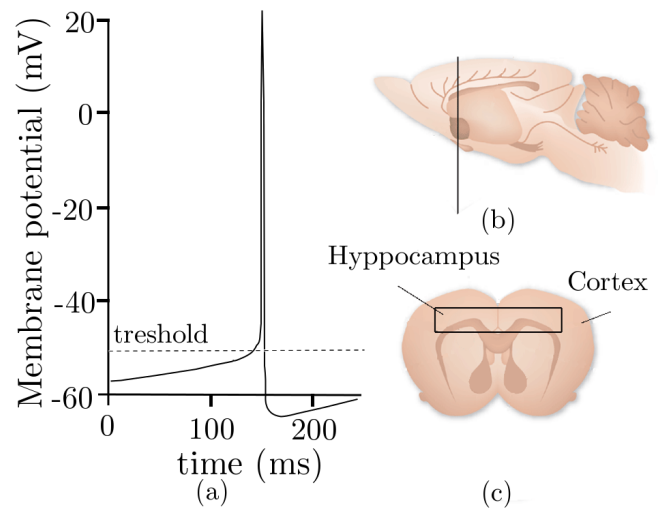 20
0
-20
-40
-60
Membrane potential (mV)
treshold
0
100
200
time (ms)
(a)
(b)
Hyppocampus
Cortex
(c)